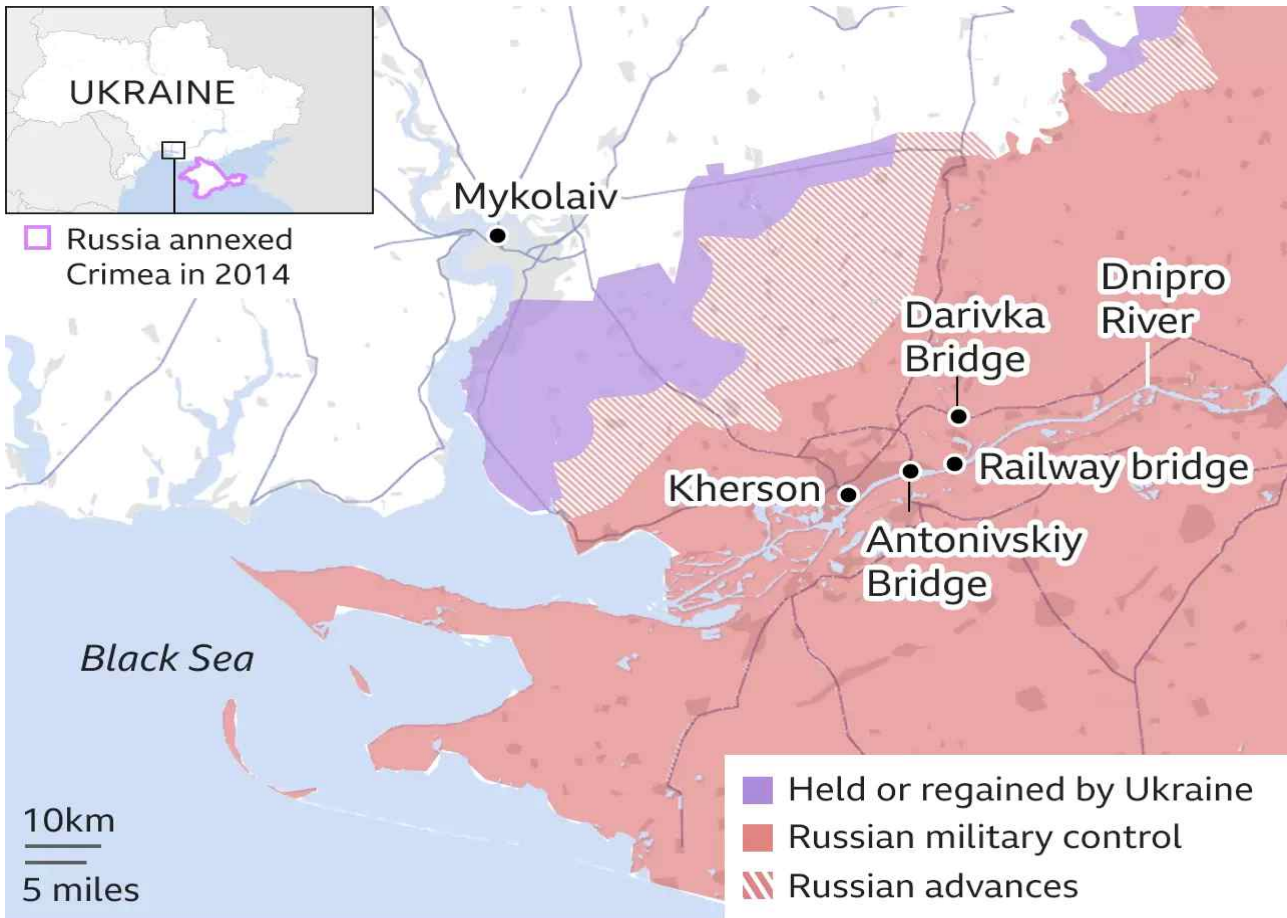 UKRAINE
Russia annexed
Crimea in 2014
Mykolaiv
Dnipro
River
Darivka
Bridge
Railway bridge
Kherson
Antonivskiy
Bridge
Black Sea
10km
5 miles
Held or regained by Ukraine
Russian military control
Russian advances